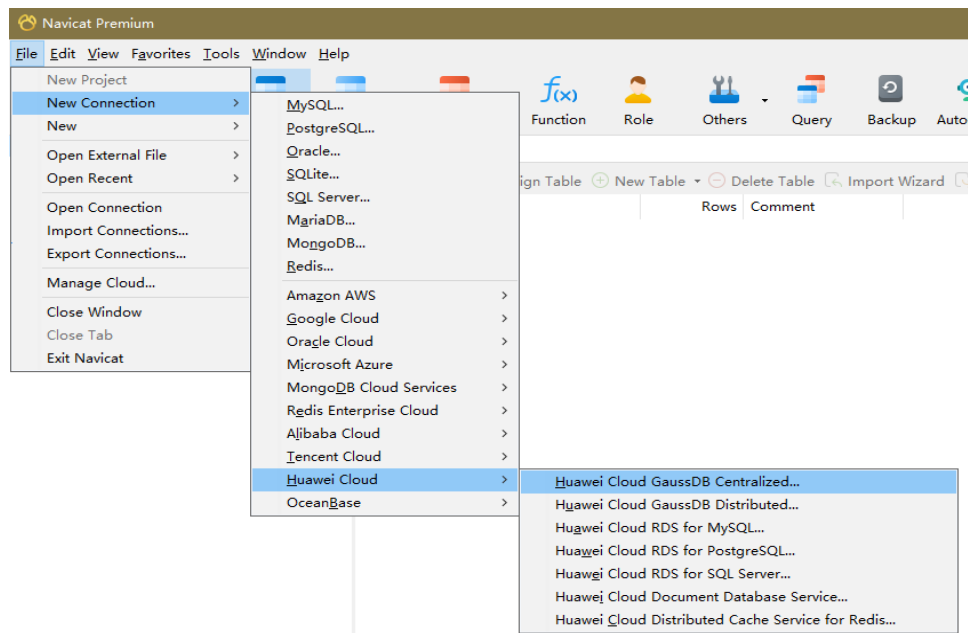 Navicat Premium
File Edit View Favorites Tools Window Help
New Project
New Connection
New
Open External File
Open Recent
Open Connection
Import Connections...
Export Connections...
Manage Cloud...
Close Window
Close Tab
Exit Navicat
MySQL...
PostgreSQL...
Oracle...
SQLite...
SQL Server...
MariaDB...
MongoDB...
Redis...
Amazon AWS
Google Cloud
Oracle Cloud
Microsoft Azure
MongoDB Cloud Services
Redis Enterprise Cloud
Alibaba Cloud
Tencent Cloud
Huawei Cloud
OceanBase
Huawei Cloud GaussDB Centralized...
Huawei Cloud GaussDB Distributed...
Huawei Cloud RDS for MySQL...
Huawei Cloud RDS for PostgreSQL...
Huawei Cloud RDS for SQL Server...
Huawei Cloud Document Database Service...
Huawei Cloud Distributed Cache Service for Redis...
f(x)
Function Role Others Query Backup Auto
ign Table New Table Delete Table Import Wizard
Rows Comment